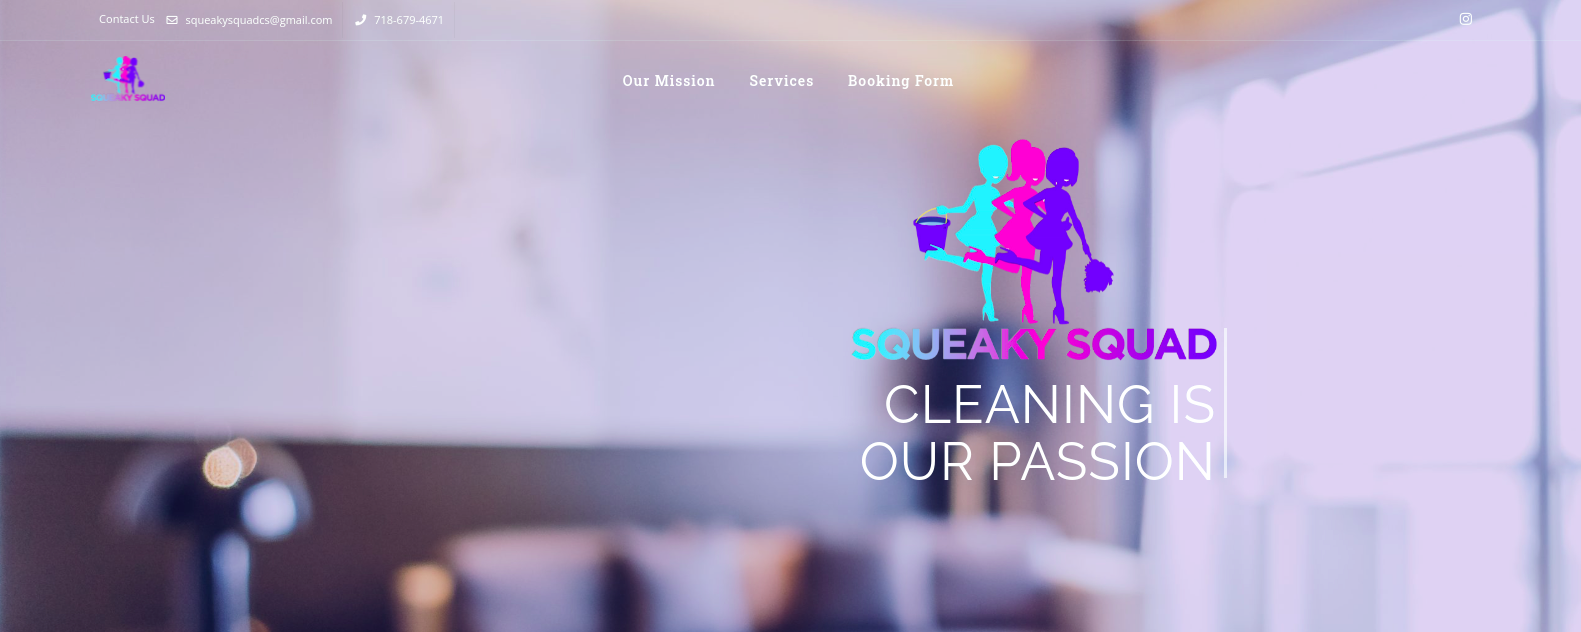 Contact Us squeakysquadcs@gmail.com 718-679-4671
SQUEAKY SQUAD
Our Mission Services Booking Form
SQUEAKY SQUAD
CLEANING IS
OUR PASSION